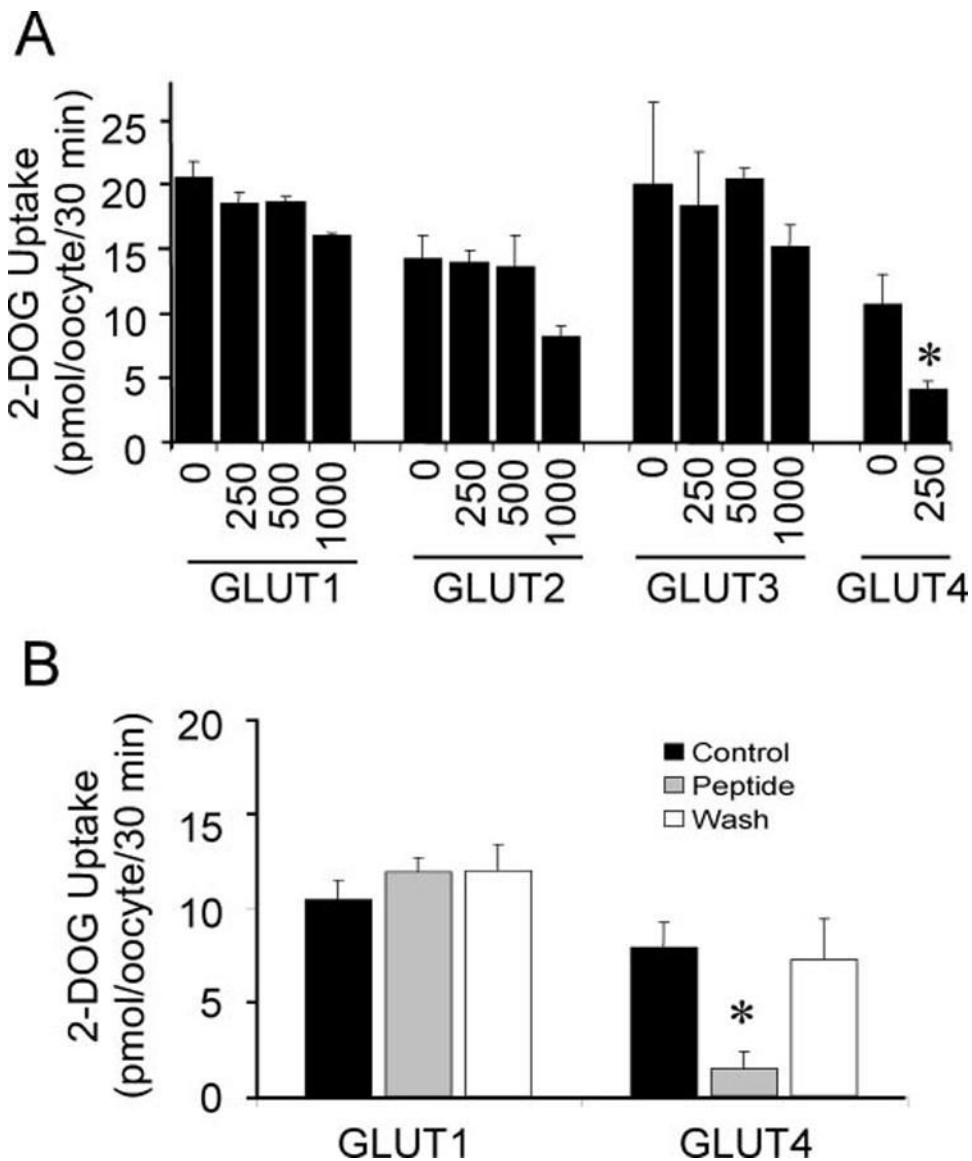 A
2-DOG Uptake
(pmol/oocyte/30 min)
25
20
15
10
5
0
0 250 500 1000 0 250 500 1000 0 250 500 1000 0 250
*
GLUT1 GLUT2 GLUT3 GLUT4
B
2-DOG Uptake
(pmol/oocyte/30 min)
20
15
10
5
0
Control
Peptide
Wash
*
GLUT1 GLUT4